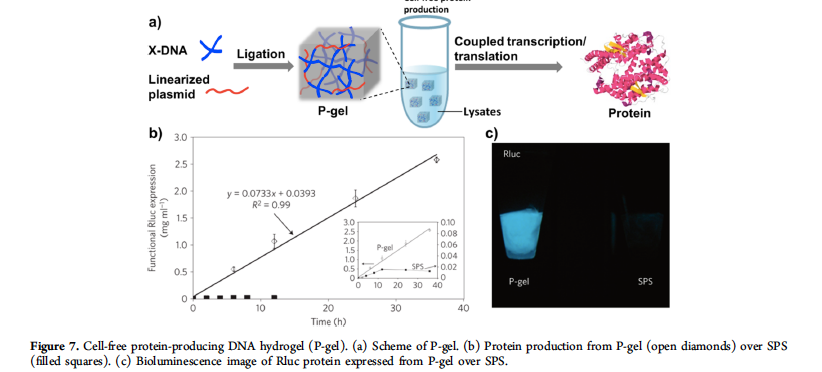 production
a)
X-DNA
Ligation
Linearized
plasmid
P-gel
Lysates
Coupled transcription/
translation
Protein
b)
Functional Rluc expression
(mg ml⁻¹)
3.0
2.5
2.0
1.5
1.0
0.5
0
y = 0.0733x + 0.0393
R² = 0.99
3.0
2.5
2.0
1.5
1.0
0.5
0
P-gel
SPS
0.10
0.08
0.06
0.04
0.02
0
0 10 20 30 40
0 10 20 30 40
Time (h)
c)
Rluc
P-gel
SPS
Figure 7. Cell-free protein-producing DNA hydrogel (P-gel). (a) Scheme of P-gel. (b) Protein production from P-gel (open diamonds) over SPS
(filled squares). (c) Bioluminescence image of Rluc protein expressed from P-gel over SPS.